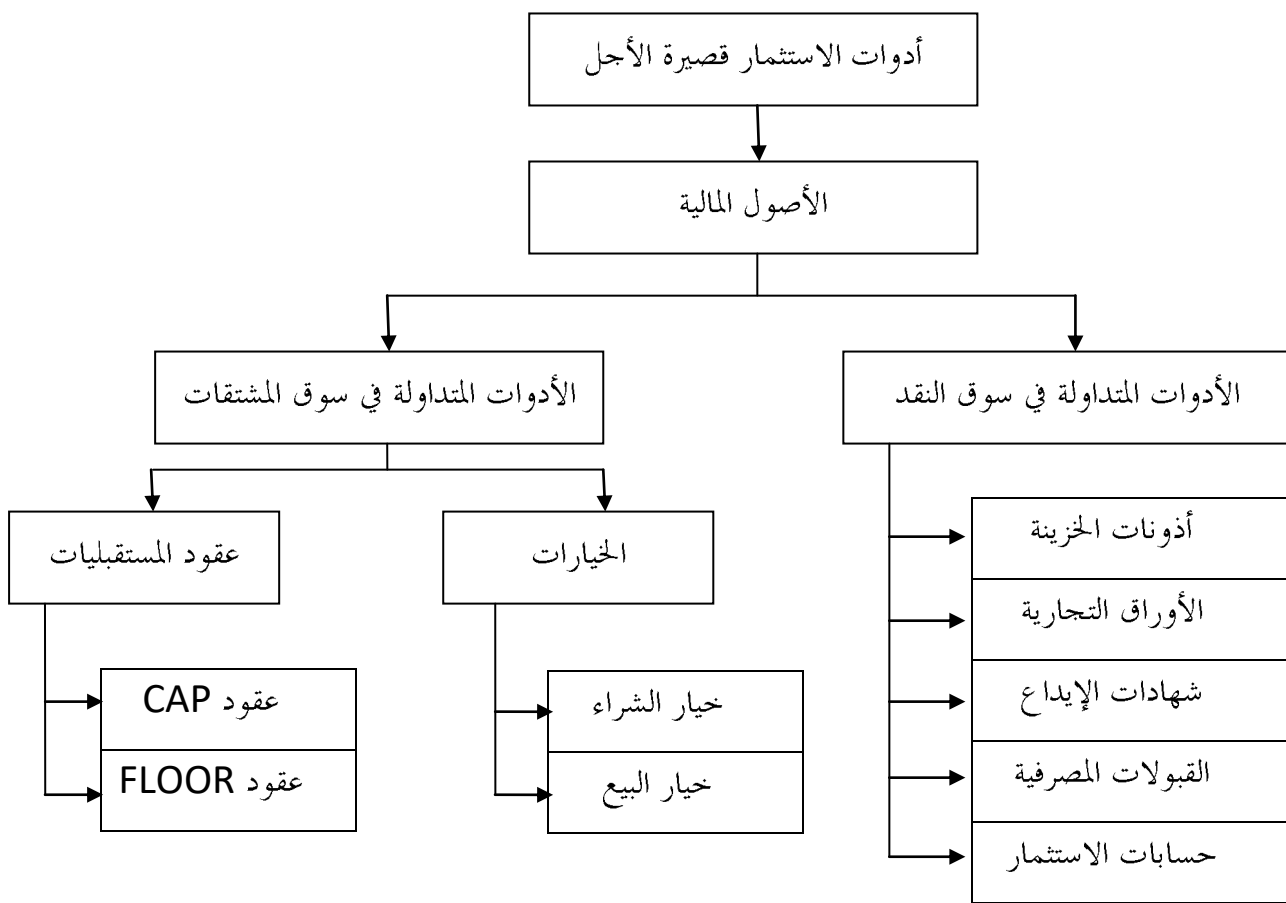 أدوات الاستثمار قصيرة الأجل
الأصول المالية
الأدوات المتداولة في سوق النقد
الأدوات المتداولة في سوق المشتقات
أذونات الخزينة
الأوراق التجارية
شهادات الإيداع
القبولات المصرفية
حسابات الاستثمار
الخيارات
خيار الشراء
خيار البيع
عقود المستقبليات
عقود CAP
عقود FLOOR